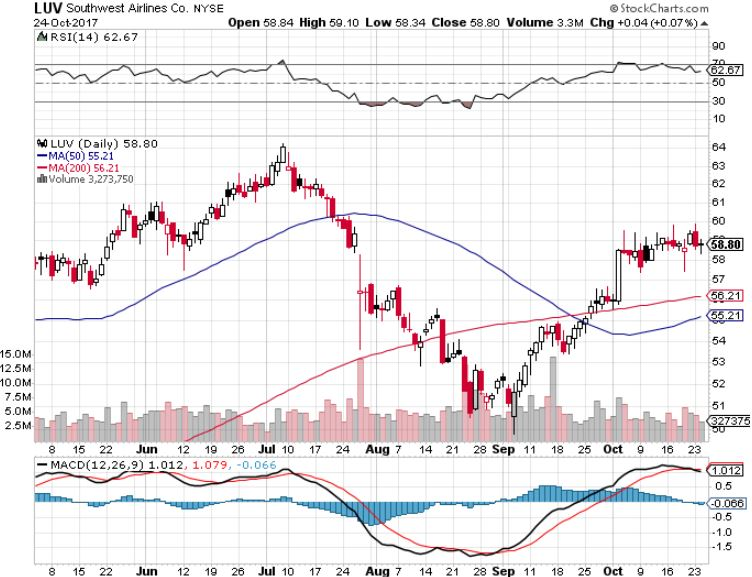 LUV Southwest Airlines Co. NYSE © StockCharts.com
24-Oct-2017 Open 58.84 High 59.10 Low 58.34 Close 58.80 Volume 3.3M Chg +0.04 (+0.07%)
RSI(14) 62.67
90
70
62.67
50
30
10
LUV (Daily) 58.80
MA(50) 55.21
MA(200) 56.21
Volume 3,273,750
64
63
62
61
60
58.80
58
56.21
55.21
54
53
52
51
50
15.0M
12.5M
10.0M
7.5M
5.0M
2.5M
327375
8 15 22 Jun 12 19 26 Jul 10 17 24 Aug 7 14 21 28 Sep 11 18 25 Oct 9 16 23
MACD(12,26,9) 1.012, 1.079, -0.066
1.012
-0.066
-0.5
-1.0
-1.5
8 15 22 Jun 12 19 26 Jul 10 17 24 Aug 7 14 21 28 Sep 11 18 25 Oct 9 16 23